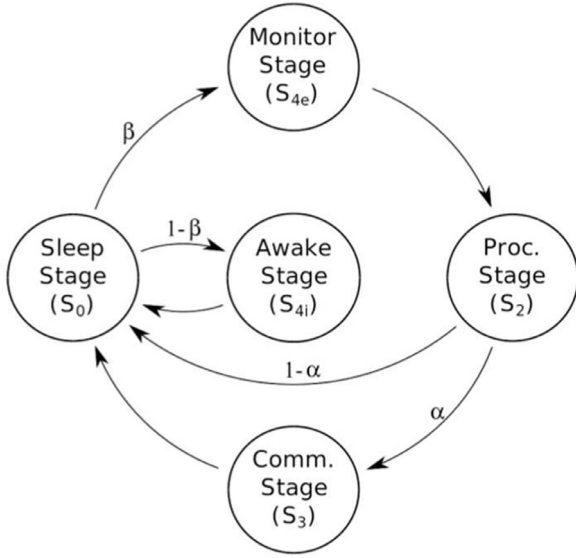 Monitor
Stage
(S4e)
β
1-β
Sleep
Stage
(S0)
Awake
Stage
(S4i)
Proc.
Stage
(S2)
1-α
α
Comm.
Stage
(S3)